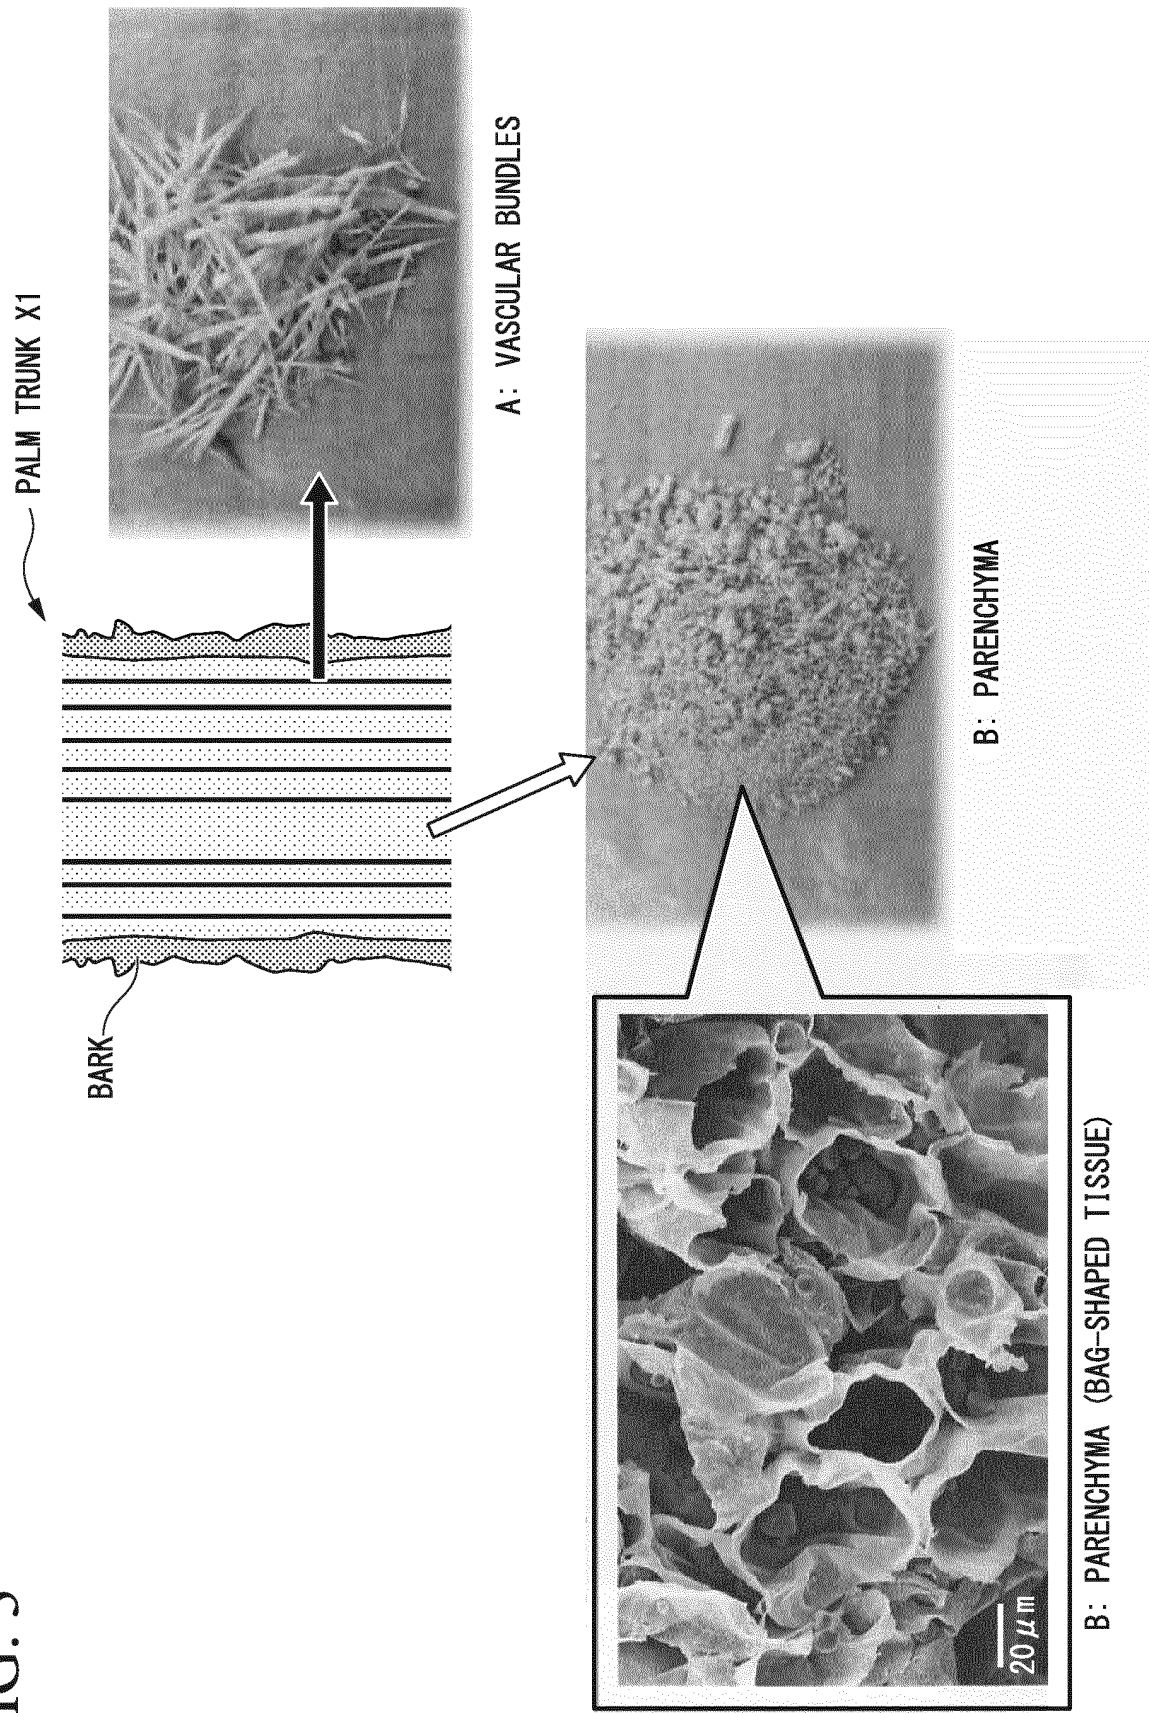 PALM TRUNK X1
BARK
A: VASCULAR BUNDLES
B: PARENCHYMA
20 μm
B: PARENCHYMA (BAG-SHAPED TISSUE)